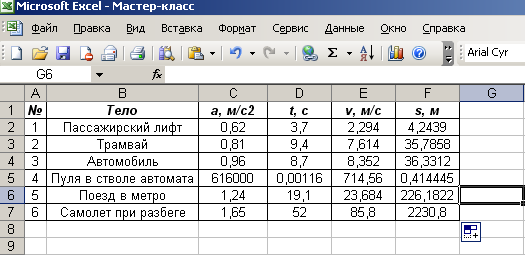 Microsoft Excel - Мастер-класс
Файл Правка Вид Вставка Формат Сервис Данные Окно Справка
Arial Cyr
G6 fx
A B C D E F G
1 № Тело a, м/с2 t, с v, м/с s, м
2 1 Пассажирский лифт 0,62 3,7 2,294 4,2439
3 2 Трамвай 0,81 9,4 7,614 35,7858
4 3 Автомобиль 0,96 8,7 8,352 36,3312
5 4 Пуля в стволе автомата 616000 0,00116 714,56 0,414445
6 5 Поезд в метро 1,24 19,1 23,684 226,1822
7 6 Самолет при разбеге 1,65 52 85,8 2230,8
8
9